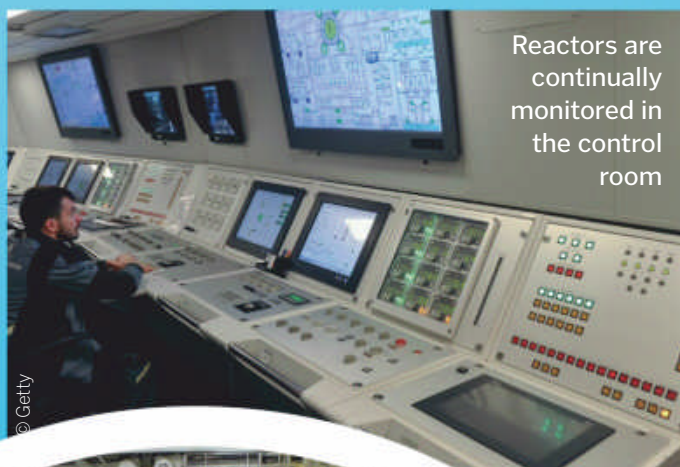 Reactors are
continually
monitored in
the control
room
© Getty